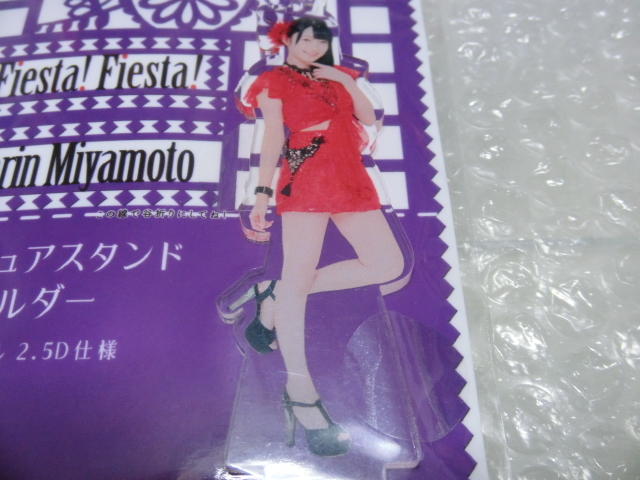 Fiesta! Fiesta!
arin Miyamoto
この線で谷折りにしてね!
ュアスタンド
ルダー
ル 2.5D仕様